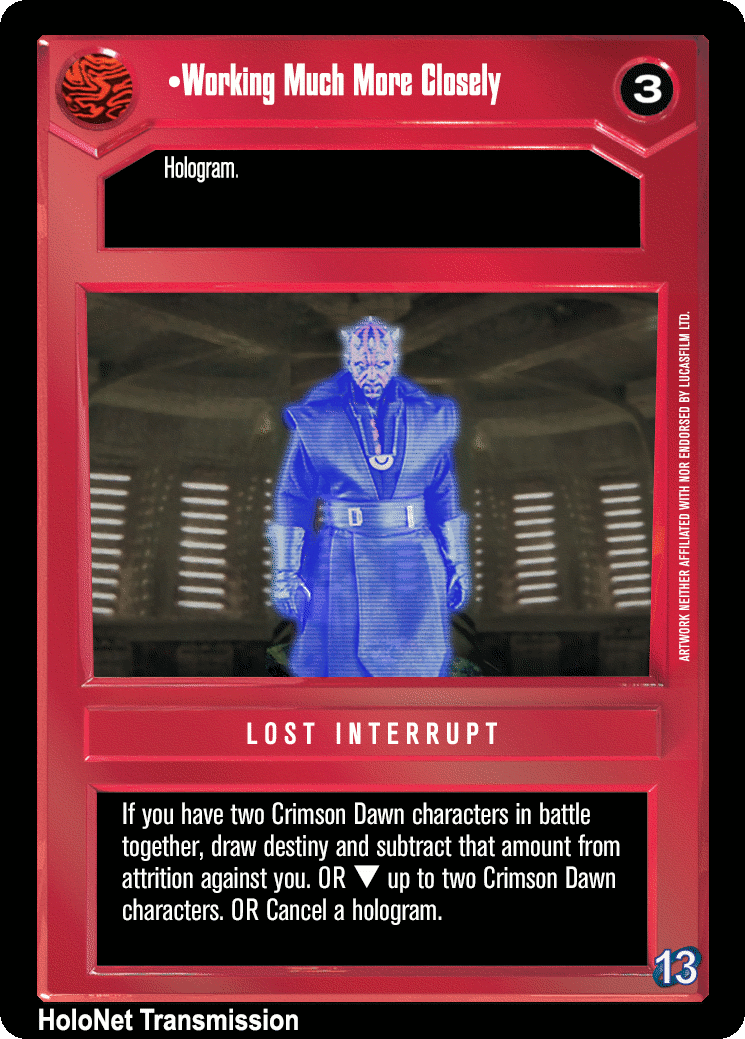 •Working Much More Closely
3
Hologram.
ARTWORK NEITHER AFFILIATED WITH NOR ENDORSED BY LUCASFILM LTD.
LOST INTERRUPT
If you have two Crimson Dawn characters in battle
together, draw destiny and subtract that amount from
attrition against you. OR ▼ up to two Crimson Dawn
characters. OR Cancel a hologram.
13
HoloNet Transmission